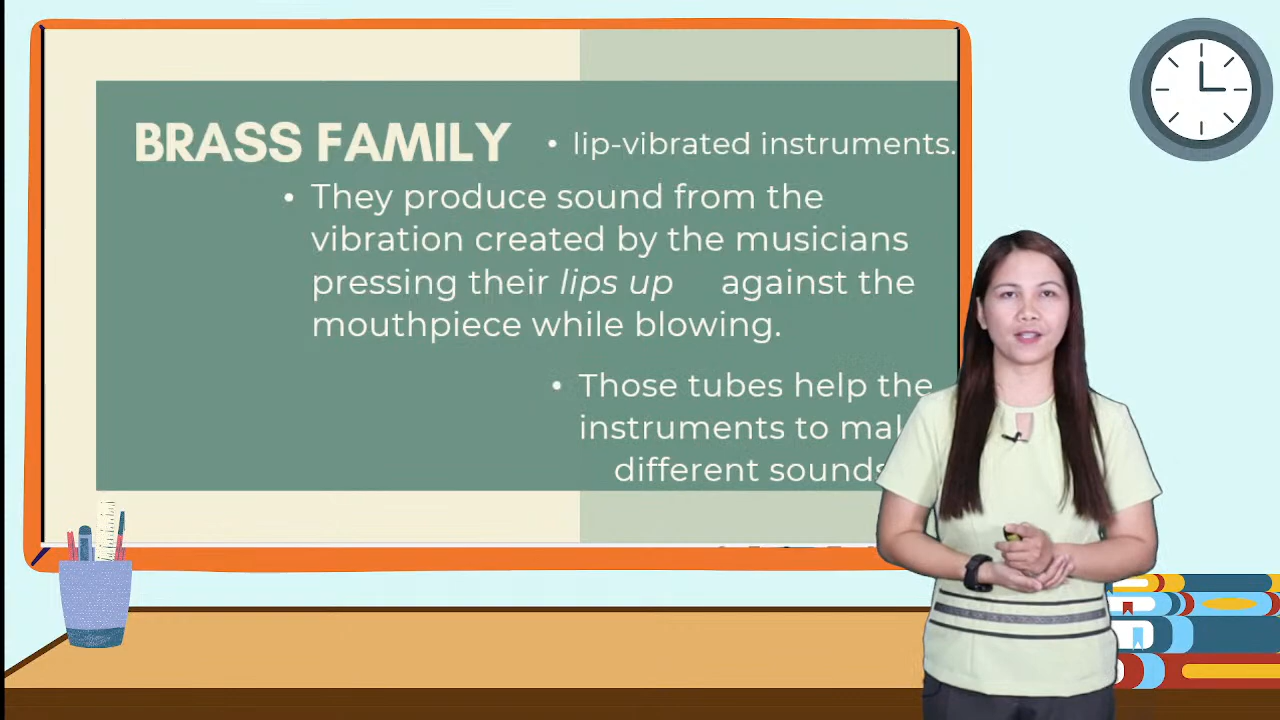 BRASS FAMILY
• lip-vibrated instruments.
• They produce sound from the
vibration created by the musicians
pressing their lips up against the
mouthpiece while blowing.
• Those tubes help the
instruments to
different sounds